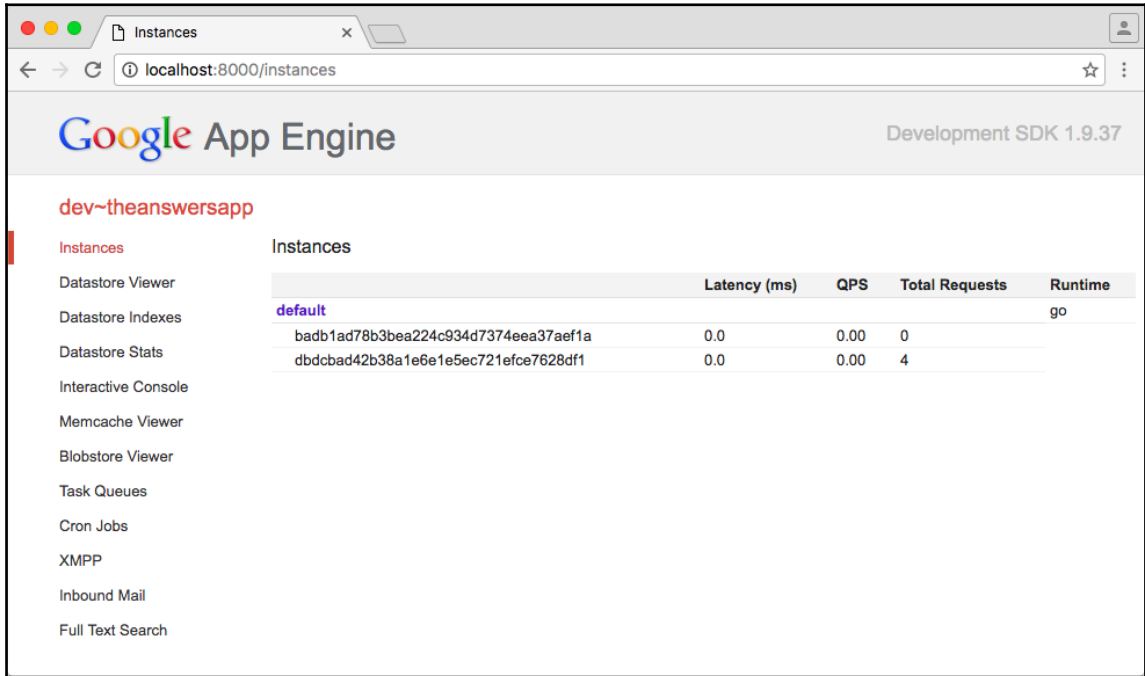 Instances
localhost:8000/instances
Google App Engine
Development SDK 1.9.37
dev~theanswersapp
Instances
Datastore Viewer
Datastore Indexes
Datastore Stats
Interactive Console
Memcache Viewer
Blobstore Viewer
Task Queues
Cron Jobs
XMPP
Inbound Mail
Full Text Search
Instances
Latency (ms) QPS Total Requests Runtime
default go
badb1ad78b3bea224c934d7374eea37aef1a 0.0 0.00 0
dbdcbad42b38a1e6e1e5ec721efce7628df1 0.0 0.00 4